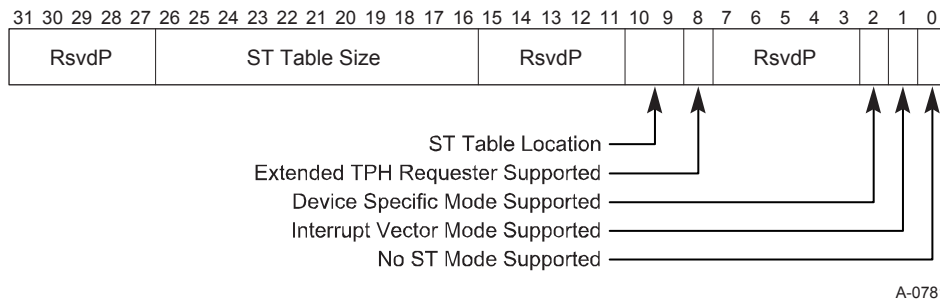 31 30 29 28 27 26 25 24 23 22 21 20 19 18 17 16 15 14 13 12 11 10 9 8 7 6 5 4 3 2 1 0
RsvdP ST Table Size RsvdP RsvdP
ST Table Location
Extended TPH Requester Supported
Device Specific Mode Supported
Interrupt Vector Mode Supported
No ST Mode Supported
A-078